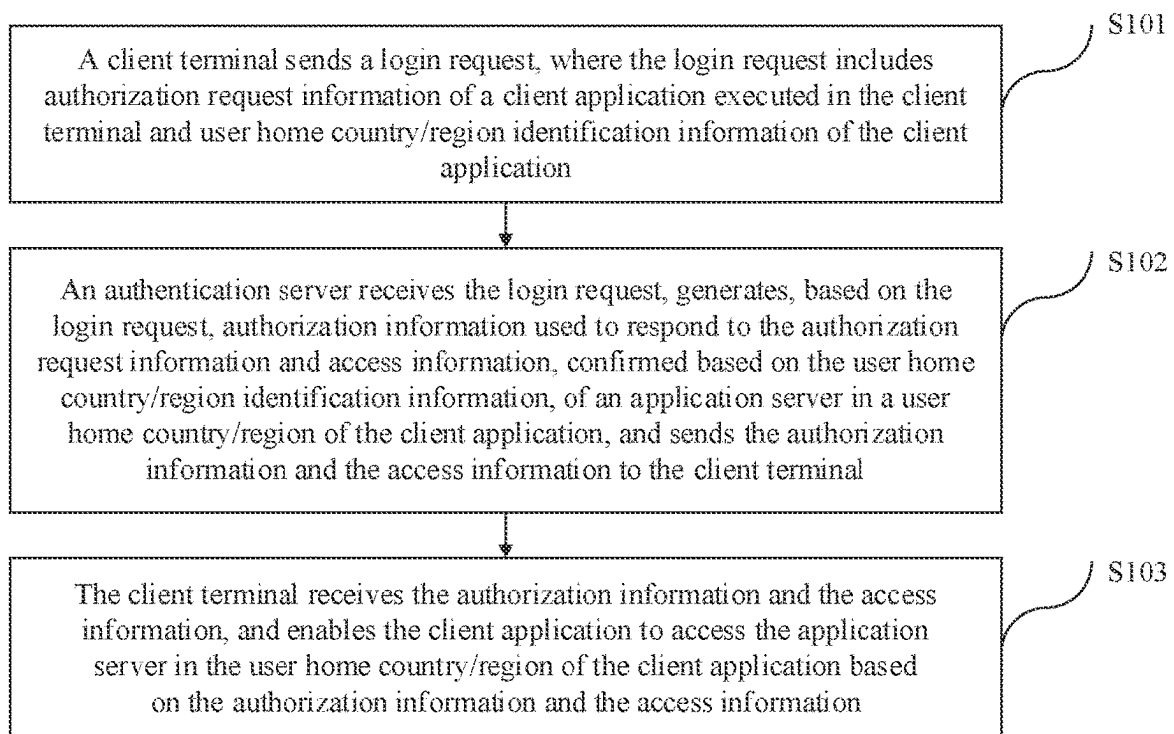 S101
A client terminal sends a login request, where the login request includes
authorization request information of a client application executed in the client
terminal and user home country/region identification information of the client
application
S102
An authentication server receives the login request, generates, based on the
login request, authorization information used to respond to the authorization
request information and access information, confirmed based on the user home
country/region identification information, of an application server in a user
home country/region of the client application, and sends the authorization
information and the access information to the client terminal
S103
The client terminal receives the authorization information and the access
information, and enables the client application to access the application
server in the user home country/region of the client application based
on the authorization information and the access information